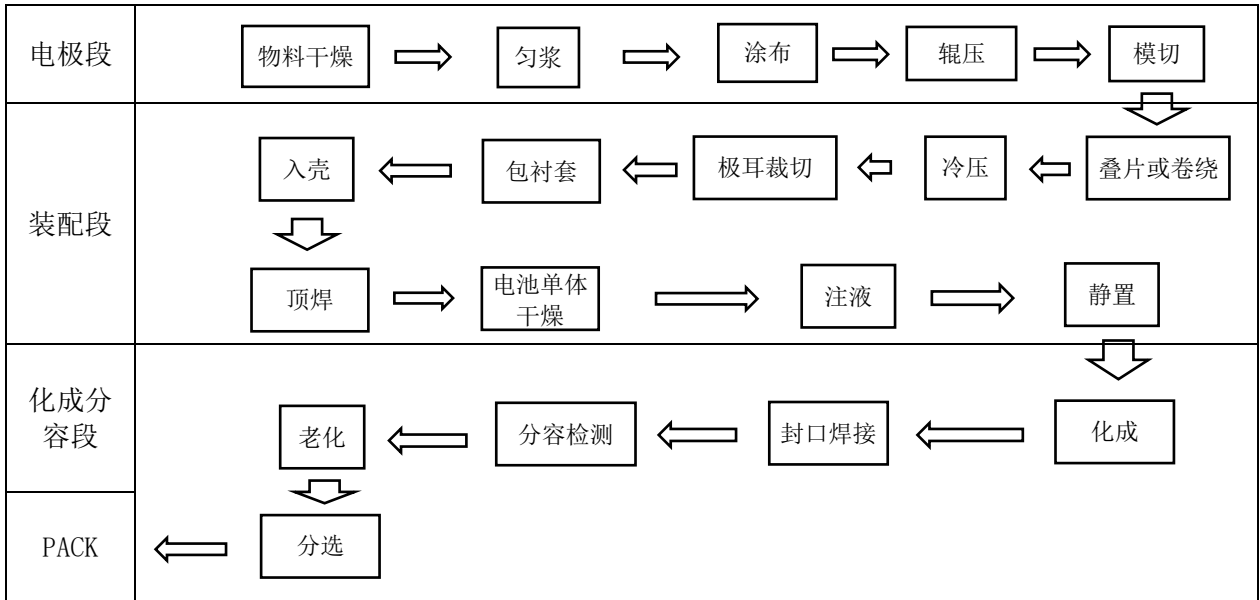 电极段
物料干燥
匀浆
涂布
辊压
模切
装配段
入壳
包衬套
极耳裁切
冷压
叠片或卷绕
顶焊
电池单体
干燥
注液
静置
化成分
容段
老化
分容检测
封口焊接
化成
PACK
分选